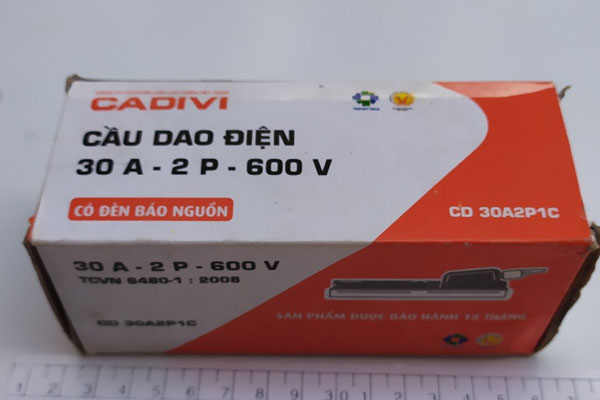 CADIVI
CẦU DAO ĐIỆN
30 A - 2 P - 600 V
CÓ ĐÈN BÁO NGUỒN
CD 30A2P1C
30 A - 2 P - 600 V
TCVN 6480-1 : 2008
CD 30A2P1C
SẢN PHẨM ĐƯỢC BẢO HÀNH 18 THÁNG